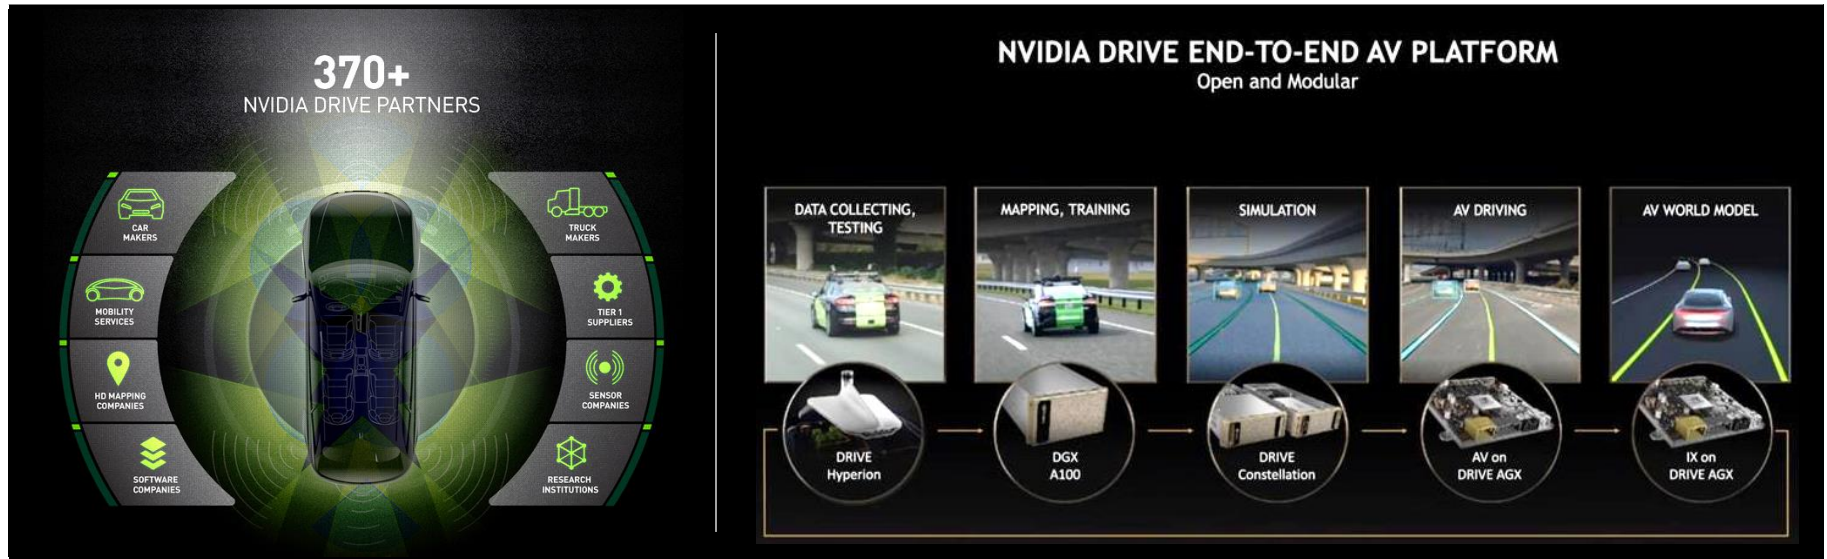 370+
NVIDIA DRIVE PARTNERS
CAR
MAKERS
MOBILITY
SERVICES
HD MAPPING
COMPANIES
SOFTWARE
COMPANIES
TRUCK
MAKERS
TIER 1
SUPPLIERS
SENSOR
COMPANIES
RESEARCH
INSTITUTIONS
NVIDIA DRIVE END-TO-END AV PLATFORM
Open and Modular
DATA COLLECTING,
TESTING
MAPPING, TRAINING
SIMULATION
AV DRIVING
AV WORLD MODEL
DRIVE
Hyperion
DGX
A100
DRIVE
Constellation
AV on
DRIVE AGX
IX on
DRIVE AGX